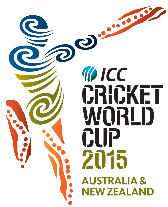 ICC
CRICKET
WORLD
CUP
2015
AUSTRALIA &
NEW ZEALAND